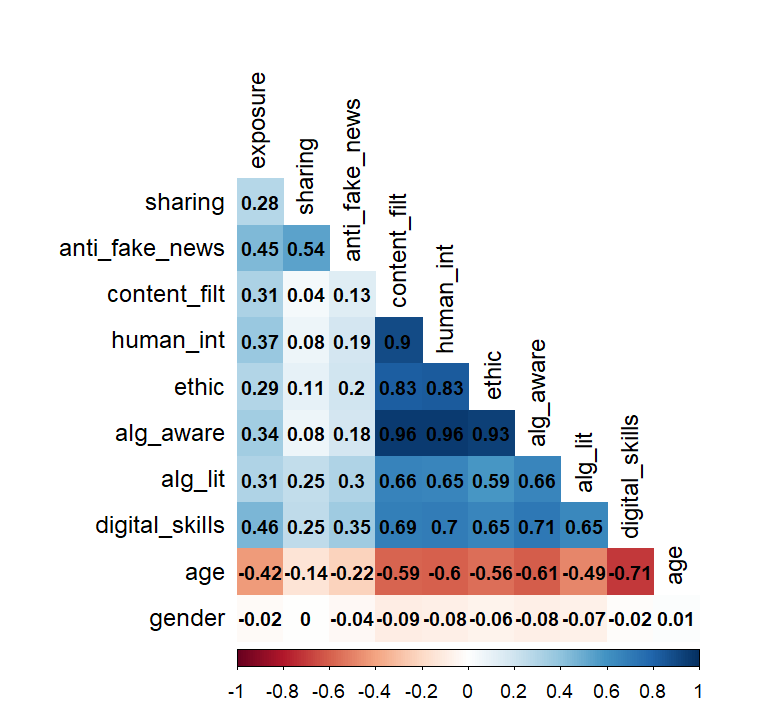 exposure
sharing
anti_fake_news
content_filt
human_int
ethic
alg_aware
alg_lit
digital_skills
age
sharing 0.28
anti_fake_news 0.45 0.54
content_filt 0.31 0.04 0.13
human_int 0.37 0.08 0.19 0.9
ethic 0.29 0.11 0.2 0.83 0.83
alg_aware 0.34 0.08 0.18 0.96 0.96 0.93
alg_lit 0.31 0.25 0.3 0.66 0.65 0.59 0.66
digital_skills 0.46 0.25 0.35 0.69 0.7 0.65 0.71 0.65
age -0.42 -0.14 -0.22 -0.59 -0.6 -0.56 -0.61 -0.49 -0.71
gender -0.02 0 -0.04 -0.09 -0.08 -0.06 -0.08 -0.07 -0.02 0.01
-1 -0.8 -0.6 -0.4 -0.2 0 0.2 0.4 0.6 0.8 1